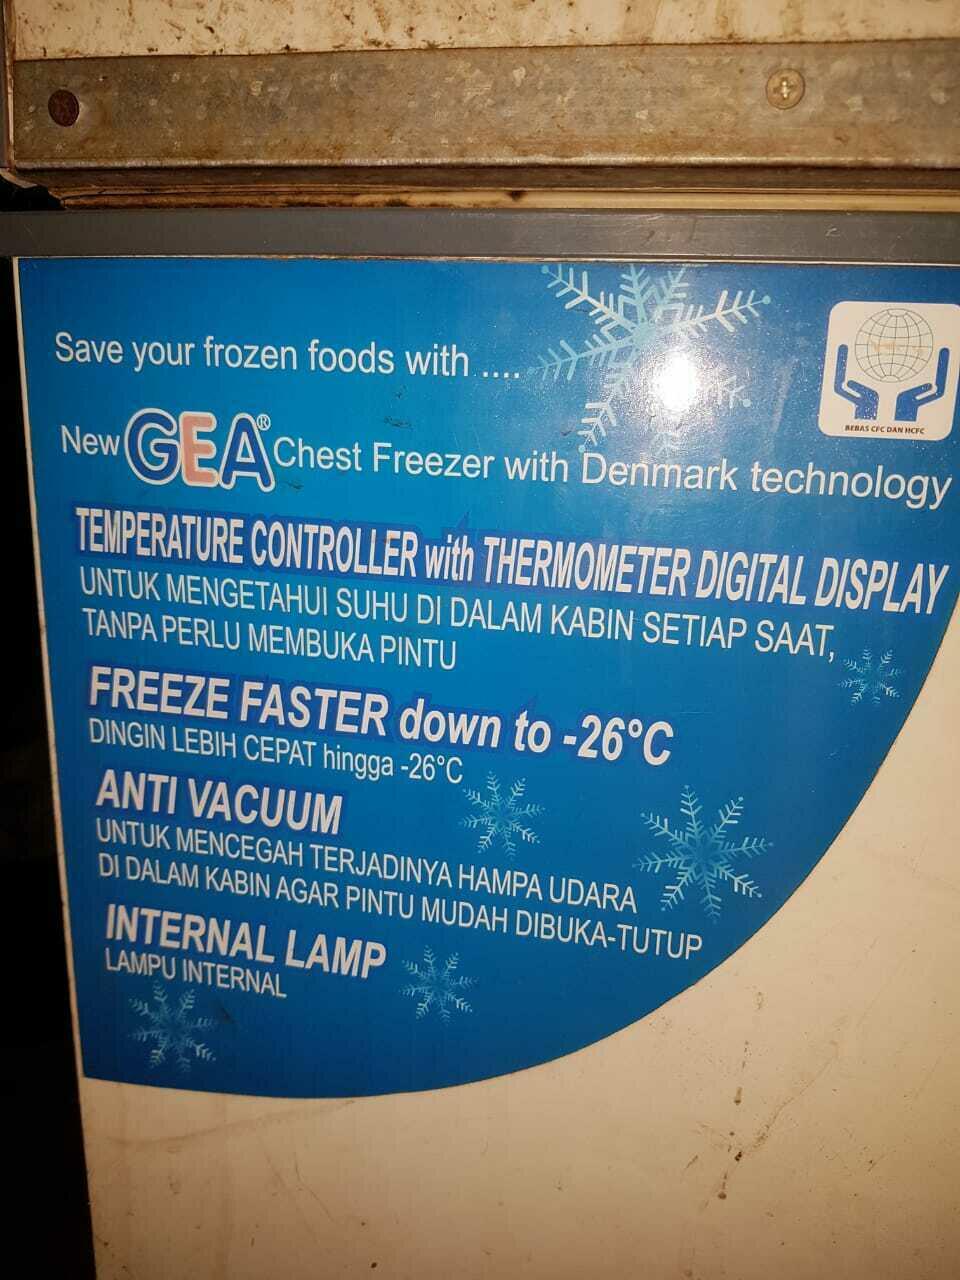 Save your frozen foods with ....
New GEA® Chest Freezer with Denmark technology
BEBAS CFC DAN HCFC
TEMPERATURE CONTROLLER with THERMOMETER DIGITAL DISPLAY
UNTUK MENGETAHUI SUHU DI DALAM KABIN SETIAP SAAT,
TANPA PERLU MEMBUKA PINTU
FREEZE FASTER down to -26°C
DINGIN LEBIH CEPAT hingga -26°C
ANTI VACUUM
UNTUK MENCEGAH TERJADINYA HAMPA UDARA
DI DALAM KABIN AGAR PINTU MUDAH DIBUKA-TUTUP
INTERNAL LAMP
LAMPU INTERNAL